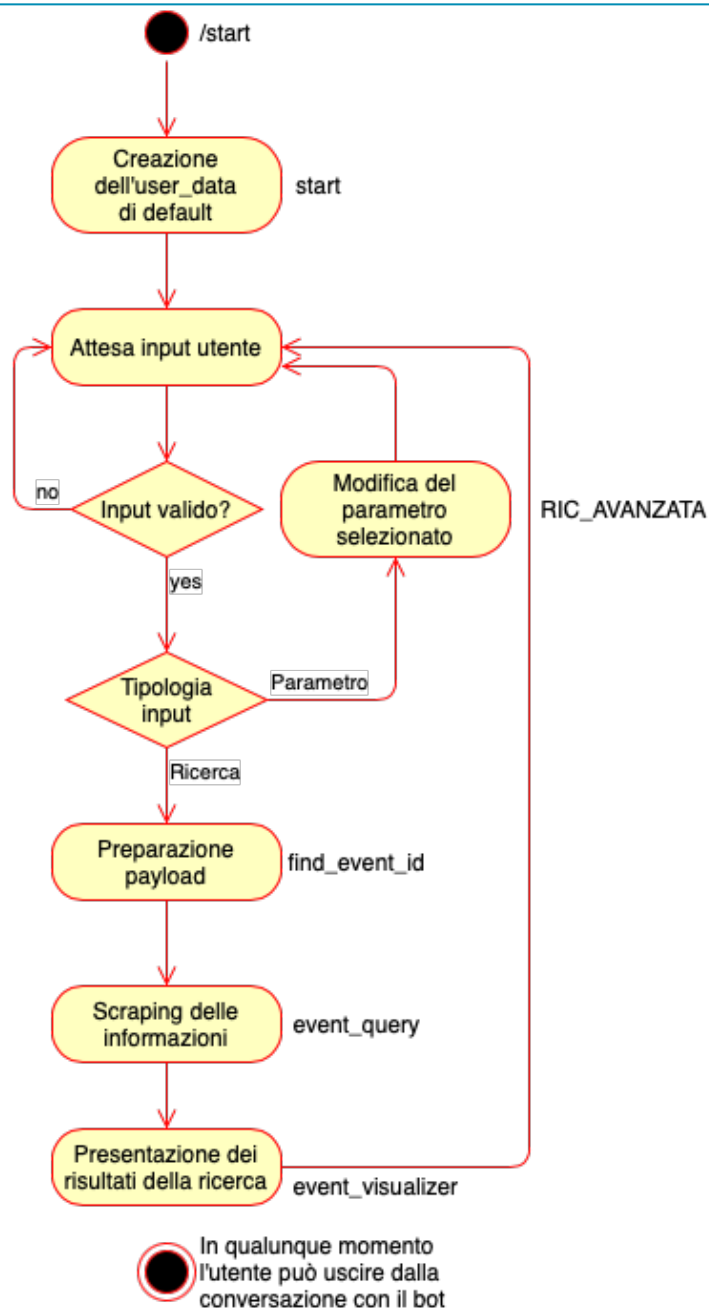 /start
Creazione
dell'user_data
di default
start
Attesa input utente
no
Input valido?
Modifica del
parametro
selezionato
RIC_AVANZATA
yes
Tipologia
input
Parametro
Ricerca
Preparazione
payload
find_event_id
Scraping delle
informazioni
event_query
Presentazione dei
risultati della ricerca
event_visualizer
In qualunque momento
l'utente può uscire dalla
conversazione con il bot